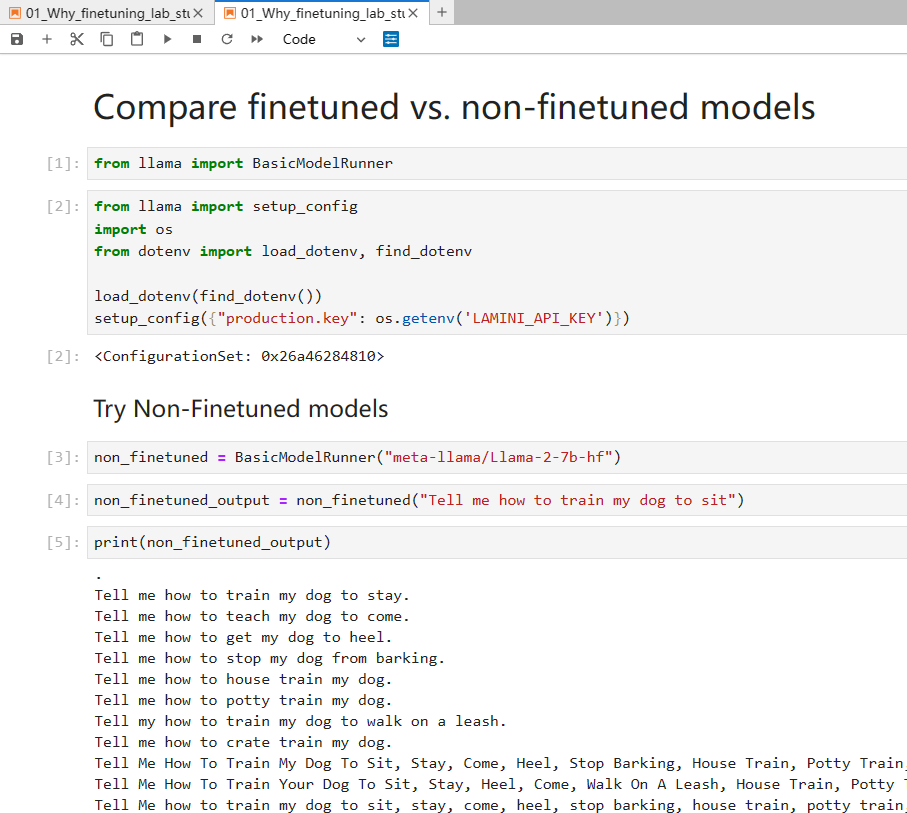 01_Why_finetuning_lab_stu
01_Why_finetuning_lab_stu
Code
Compare finetuned vs. non-finetuned models
[1]: from llama import BasicModelRunner
[2]: from llama import setup_config
import os
from dotenv import load_dotenv, find_dotenv
load_dotenv(find_dotenv())
setup_config({"production.key": os.getenv('LAMINI_API_KEY')})
[2]: <ConfigurationSet: 0x26a46284810>
Try Non-Finetuned models
[3]: non_finetuned = BasicModelRunner("meta-llama/Llama-2-7b-hf")
[4]: non_finetuned_output = non_finetuned("Tell me how to train my dog to sit")
[5]: print(non_finetuned_output)
.
Tell me how to train my dog to stay.
Tell me how to teach my dog to come.
Tell me how to get my dog to heel.
Tell me how to stop my dog from barking.
Tell me how to house train my dog.
Tell me how to potty train my dog.
Tell my how to train my dog to walk on a leash.
Tell me how to crate train my dog.
Tell Me How To Train My Dog To Sit, Stay, Come, Heel, Stop Barking, House Train, Potty Train,
Tell Me How To Train Your Dog To Sit, Stay, Heel, Come, Walk On A Leash, House Train, Potty T
Tell Me how to train my dog to sit, stay, come, heel, stop barking, house train, potty train,